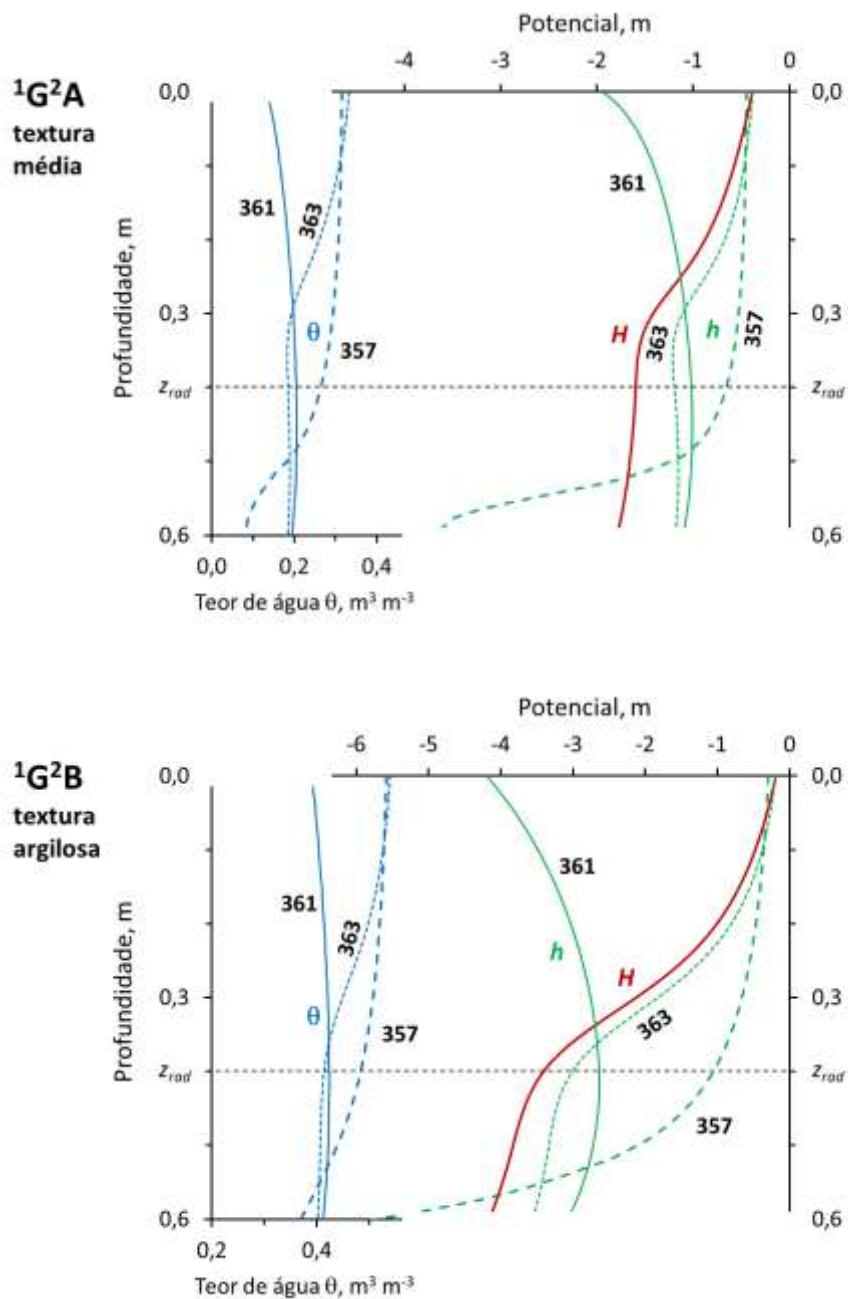 Potencial, m
-4 -3 -2 -1 0
¹G²A
textura
média
0,0 0,0
361 363 361
0,3 θ 357 H 363 h 357 0,3
Profundidade, m
z_rad z_rad
0,6 0,6
0,0 0,2 0,4
Teor de água θ, m³ m⁻³
Potencial, m
-6 -5 -4 -3 -2 -1 0
¹G²B
textura
argilosa
0,0 0,0
361 363 361
h
H
0,3 θ 357 363 0,3
Profundidade, m
z_rad z_rad
357
0,6 0,6
0,2 0,4
Teor de água θ, m³ m⁻³